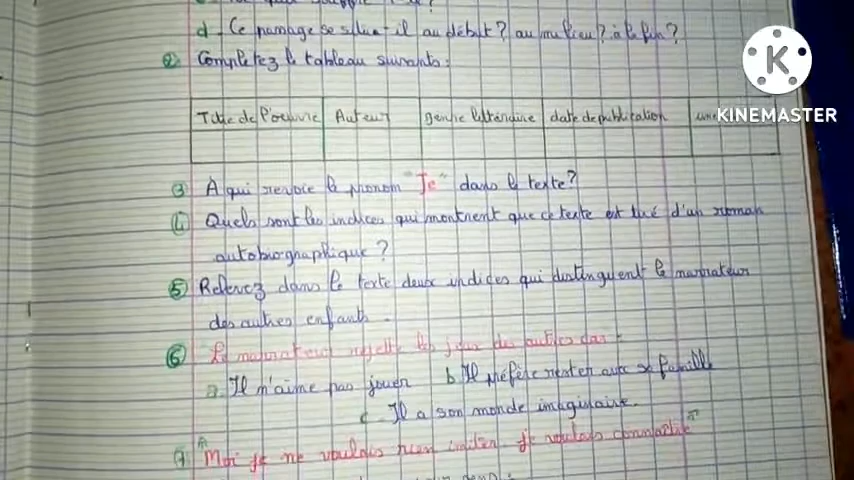 d. Ce passage se situe-t-il au début? au milieu? à la fin?
② Complétez le tableau suivants:
Titre de l'oeuvre Auteur genre littéraire date de publication
K
KINEMASTER
③ A qui renvoie le pronom "Je" dans le texte?
④ Quels sont les indices qui montrent que ce texte est tiré d'un roman
autobiographique?
⑤ Relevez dans le texte deux indices qui distinguent le narrateur
des autres enfants.
⑥ Le narrateur rejette les jeux des autres car:
a. Il n'aime pas jouer b. Il préfère rester avec sa famille
c. Il a son monde imaginaire.
"Moi je ne voulais rien imiter. Je voulais connaître"